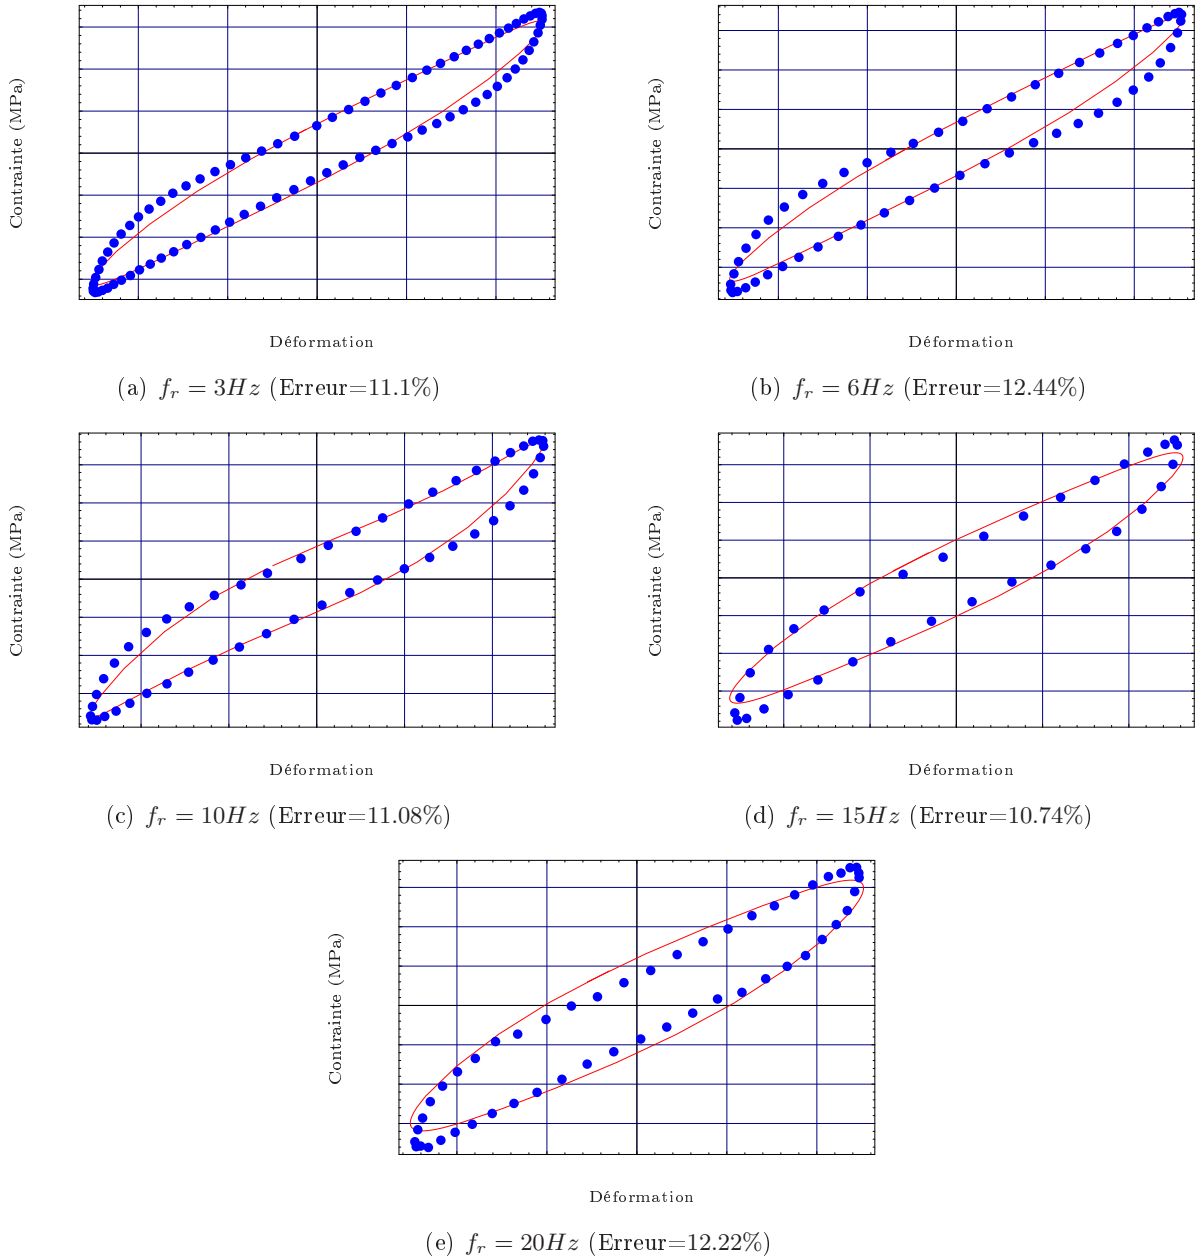 Contrainte (MPa)
Déformation
(a) f_r = 3Hz (Erreur=11.1%)
Contrainte (MPa)
Déformation
(b) f_r = 6Hz (Erreur=12.44%)
Contrainte (MPa)
Déformation
(c) f_r = 10Hz (Erreur=11.08%)
Contrainte (MPa)
Déformation
(d) f_r = 15Hz (Erreur=10.74%)
Contrainte (MPa)
Déformation
(e) f_r = 20Hz (Erreur=12.22%)